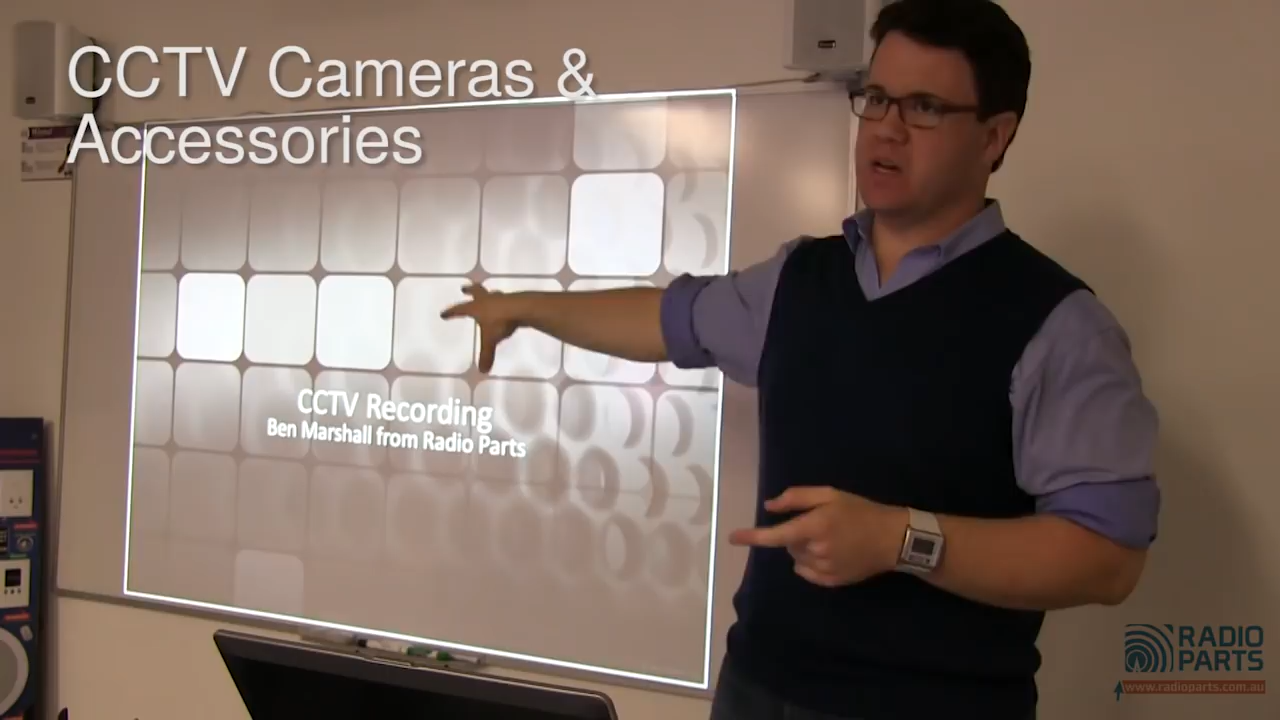 CCTV Cameras &
Accessories
CCTV Recording
Ben Marshall from Radio Parts
RADIO
PARTS
www.radioparts.com.au